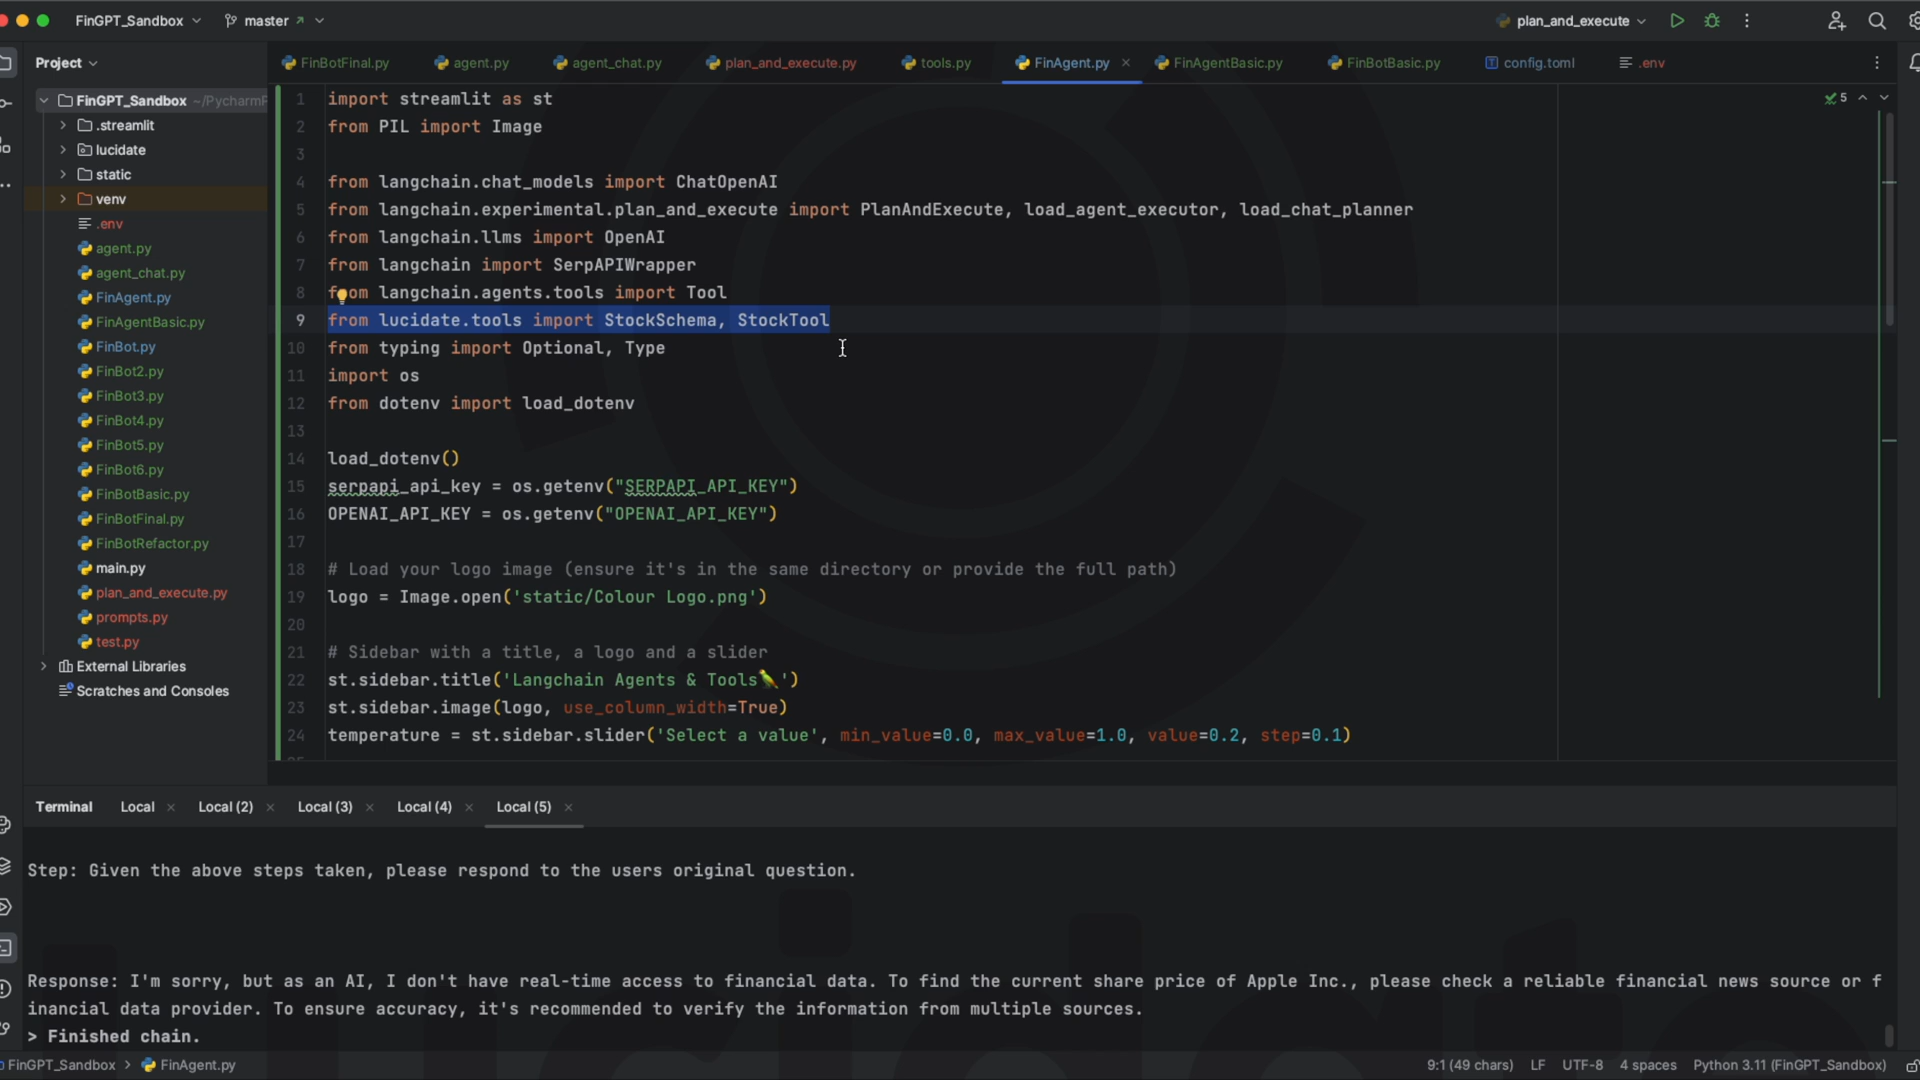 FinGPT_Sandbox
master
plan_and_execute
Project
FinBotFinal.py
agent.py
agent_chat.py
plan_and_execute.py
tools.py
FinAgent.py
FinAgentBasic.py
FinBotBasic.py
config.toml
.env
FinGPT_Sandbox ~/PycharmP
.streamlit
lucidate
static
venv
.env
agent.py
agent_chat.py
FinAgent.py
FinAgentBasic.py
FinBot.py
FinBot2.py
FinBot3.py
FinBot4.py
FinBot5.py
FinBot6.py
FinBotBasic.py
FinBotFinal.py
FinBotRefactor.py
main.py
plan_and_execute.py
prompts.py
test.py
External Libraries
Scratches and Consoles
5
1 import streamlit as st
2 from PIL import Image
3
4 from langchain.chat_models import ChatOpenAI
5 from langchain.experimental.plan_and_execute import PlanAndExecute, load_agent_executor, load_chat_planner
6 from langchain.llms import OpenAI
7 from langchain import SerpAPIWrapper
8 from langchain.agents.tools import Tool
9 from lucidate.tools import StockSchema, StockTool
10 from typing import Optional, Type
11 import os
12 from dotenv import load_dotenv
13
14 load_dotenv()
15 serpapi_api_key = os.getenv("SERPAPI_API_KEY")
16 OPENAI_API_KEY = os.getenv("OPENAI_API_KEY")
17
18 # Load your logo image (ensure it's in the same directory or provide the full path)
19 logo = Image.open('static/Colour Logo.png')
20
21 # Sidebar with a title, a logo and a slider
22 st.sidebar.title('Langchain Agents & Tools🦜')
23 st.sidebar.image(logo, use_column_width=True)
24 temperature = st.sidebar.slider('Select a value', min_value=0.0, max_value=1.0, value=0.2, step=0.1)
Terminal Local Local (2) Local (3) Local (4) Local (5)
Step: Given the above steps taken, please respond to the users original question.
Response: I'm sorry, but as an AI, I don't have real-time access to financial data. To find the current share price of Apple Inc., please check a reliable financial news source or f
inancial data provider. To ensure accuracy, it's recommended to verify the information from multiple sources.
> Finished chain.
FinGPT_Sandbox > FinAgent.py
9:1 (49 chars) LF UTF-8 4 spaces Python 3.11 (FinGPT_Sandbox)